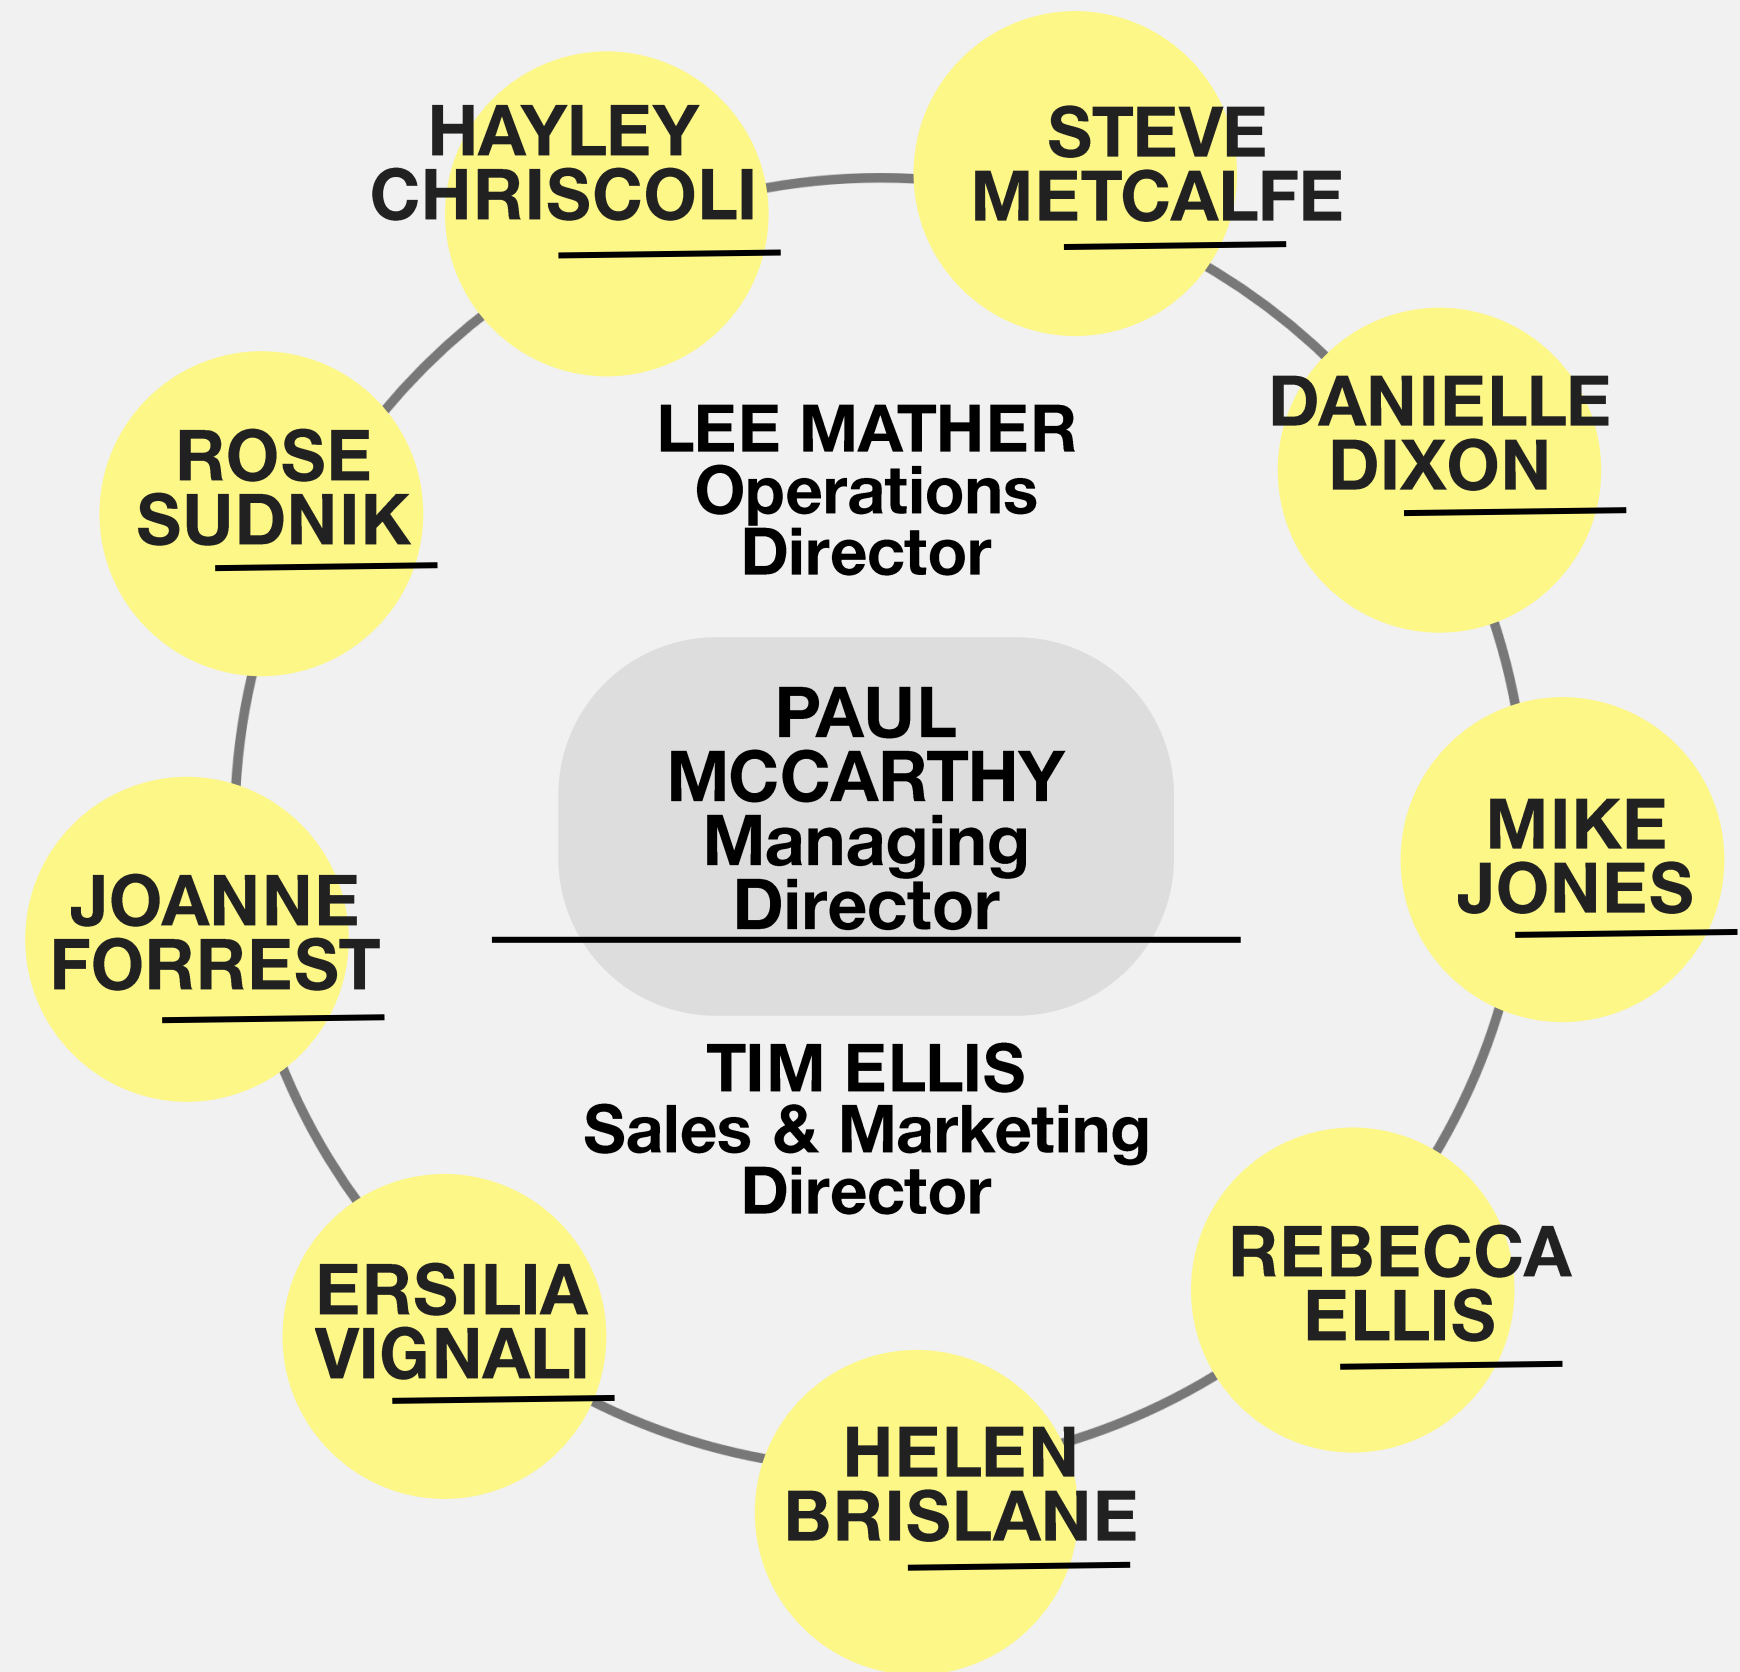 HAYLEY
CHRISCOLI
STEVE
METCALFE
DANIELLE
DIXON
ROSE
SUDNIK
LEE MATHER
Operations
Director
PAUL
MCCARTHY
Managing
Director
MIKE
JONES
JOANNE
FORREST
TIM ELLIS
Sales & Marketing
Director
REBECCA
ELLIS
ERSILIA
VIGNALI
HELEN
BRISLANE